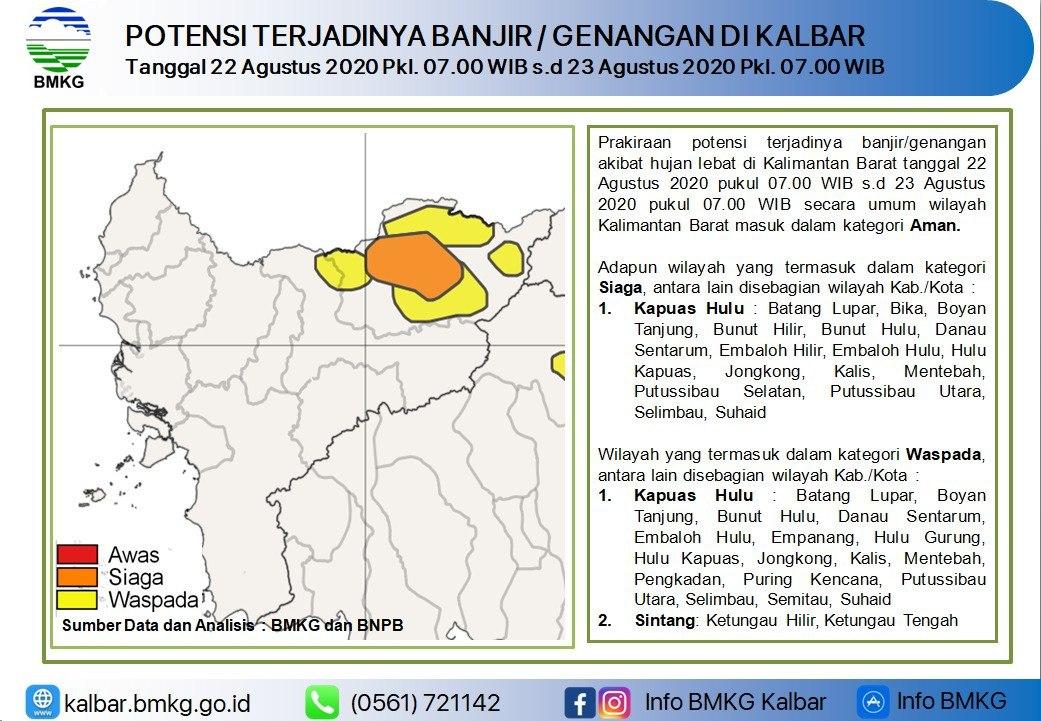 BMKG
POTENSI TERJADINYA BANJIR / GENANGAN DI KALBAR
Tanggal 22 Agustus 2020 Pkl. 07.00 WIB s.d 23 Agustus 2020 Pkl. 07.00 WIB
Awas
Siaga
Waspada
Sumber Data dan Analisis : BMKG dan BNPB
Prakiraan potensi terjadinya banjir/genangan
akibat hujan lebat di Kalimantan Barat tanggal 22
Agustus 2020 pukul 07.00 WIB s.d 23 Agustus
2020 pukul 07.00 WIB secara umum wilayah
Kalimantan Barat masuk dalam kategori Aman.
Adapun wilayah yang termasuk dalam kategori
Siaga, antara lain disebagian wilayah Kab./Kota :
1. Kapuas Hulu : Batang Lupar, Bika, Boyan
Tanjung, Bunut Hilir, Bunut Hulu, Danau
Sentarum, Embaloh Hilir, Embaloh Hulu, Hulu
Kapuas, Jongkong, Kalis, Mentebah,
Putussibau Selatan, Putussibau Utara,
Selimbau, Suhaid
Wilayah yang termasuk dalam kategori Waspada,
antara lain disebagian wilayah Kab./Kota :
1. Kapuas Hulu : Batang Lupar, Boyan
Tanjung, Bunut Hulu, Danau Sentarum,
Embaloh Hulu, Empanang, Hulu Gurung,
Hulu Kapuas, Jongkong, Kalis, Mentebah,
Pengkadan, Puring Kencana, Putussibau
Utara, Selimbau, Semitau, Suhaid
2. Sintang: Ketungau Hilir, Ketungau Tengah
kalbar.bmkg.go.id
(0561) 721142
Info BMKG Kalbar
Info BMKG